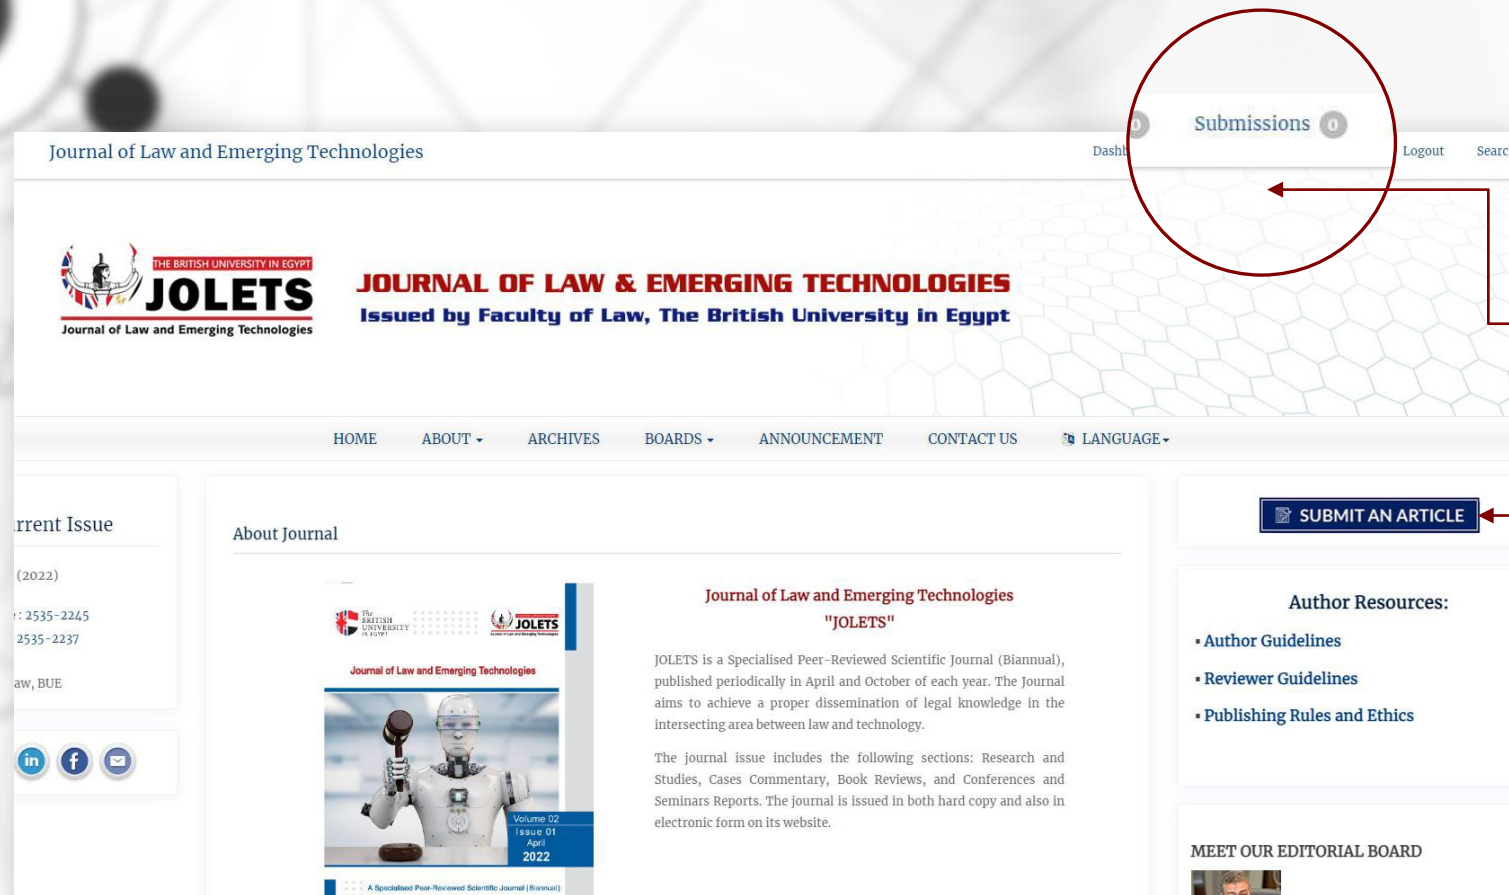 Submissions 0
Journal of Law and Emerging Technologies
Logout
THE BRITISH UNIVERSITY IN EGYPT
JOLETS
Journal of Law and Emerging Technologies
JOURNAL OF LAW & EMERGING TECHNOLOGIES
Issued by Faculty of Law, The British University in Egypt
HOME ABOUT ARCHIVES BOARDS ANNOUNCEMENT CONTACT US LANGUAGE
Issue
(2022)
: 2535-2245
2535-2237
BUE
in f
About Journal
The
BRITISH
UNIVERSITY
IN EGYPT
JOLETS
Journal of Law and Emerging Technologies
Volume 02
Issue 01
April
2022
A Specialised Peer-Reviewed Scientific Journal (Biannual)
Journal of Law and Emerging Technologies
"JOLETS"
JOLETS is a Specialised Peer-Reviewed Scientific Journal (Biannual),
published periodically in April and October of each year. The Journal
aims to achieve a proper dissemination of legal knowledge in the
intersecting area between law and technology.
The journal issue includes the following sections: Research and
Studies, Cases Commentary, Book Reviews, and Conferences and
Seminars Reports. The journal is issued in both hard copy and also in
electronic form on its website.
SUBMIT AN ARTICLE
Author Resources:
▪ Author Guidelines
▪ Reviewer Guidelines
▪ Publishing Rules and Ethics
MEET OUR EDITORIAL BOARD